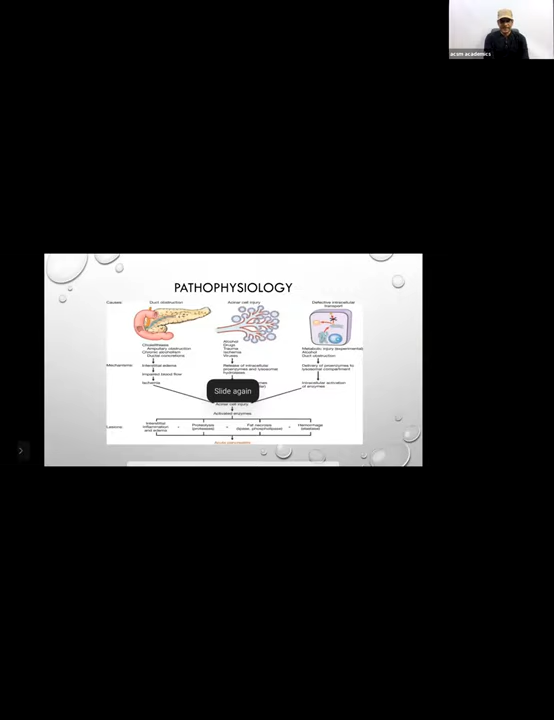 acsm academics
PATHOPHYSIOLOGY
Causes
Duct obstruction
Acinar cell injury
Defective intracellular
transport
Cholelithiasis
Ampullary obstruction
Chronic alcoholism
Ductal concretions
Alcohol
Drugs
Trauma
Ischemia
Viruses
Metabolic injury (experimental)
Alcohol
Duct obstruction
Mechanisms
Interstitial edema
Impaired blood flow
Ischemia
Release of intracellular
proenzymes and lysosomal
hydrolases
Delivery of proenzymes to
lysosomal compartment
Intracellular activation
of enzymes
Slide again
Acinar cell injury
Activated enzymes
Lesions
Interstitial
inflammation
and edema
+
Proteolysis
(proteases)
+
Fat necrosis
(lipase, phospholipase)
+
Hemorrhage
(elastase)
Acute pancreatitis